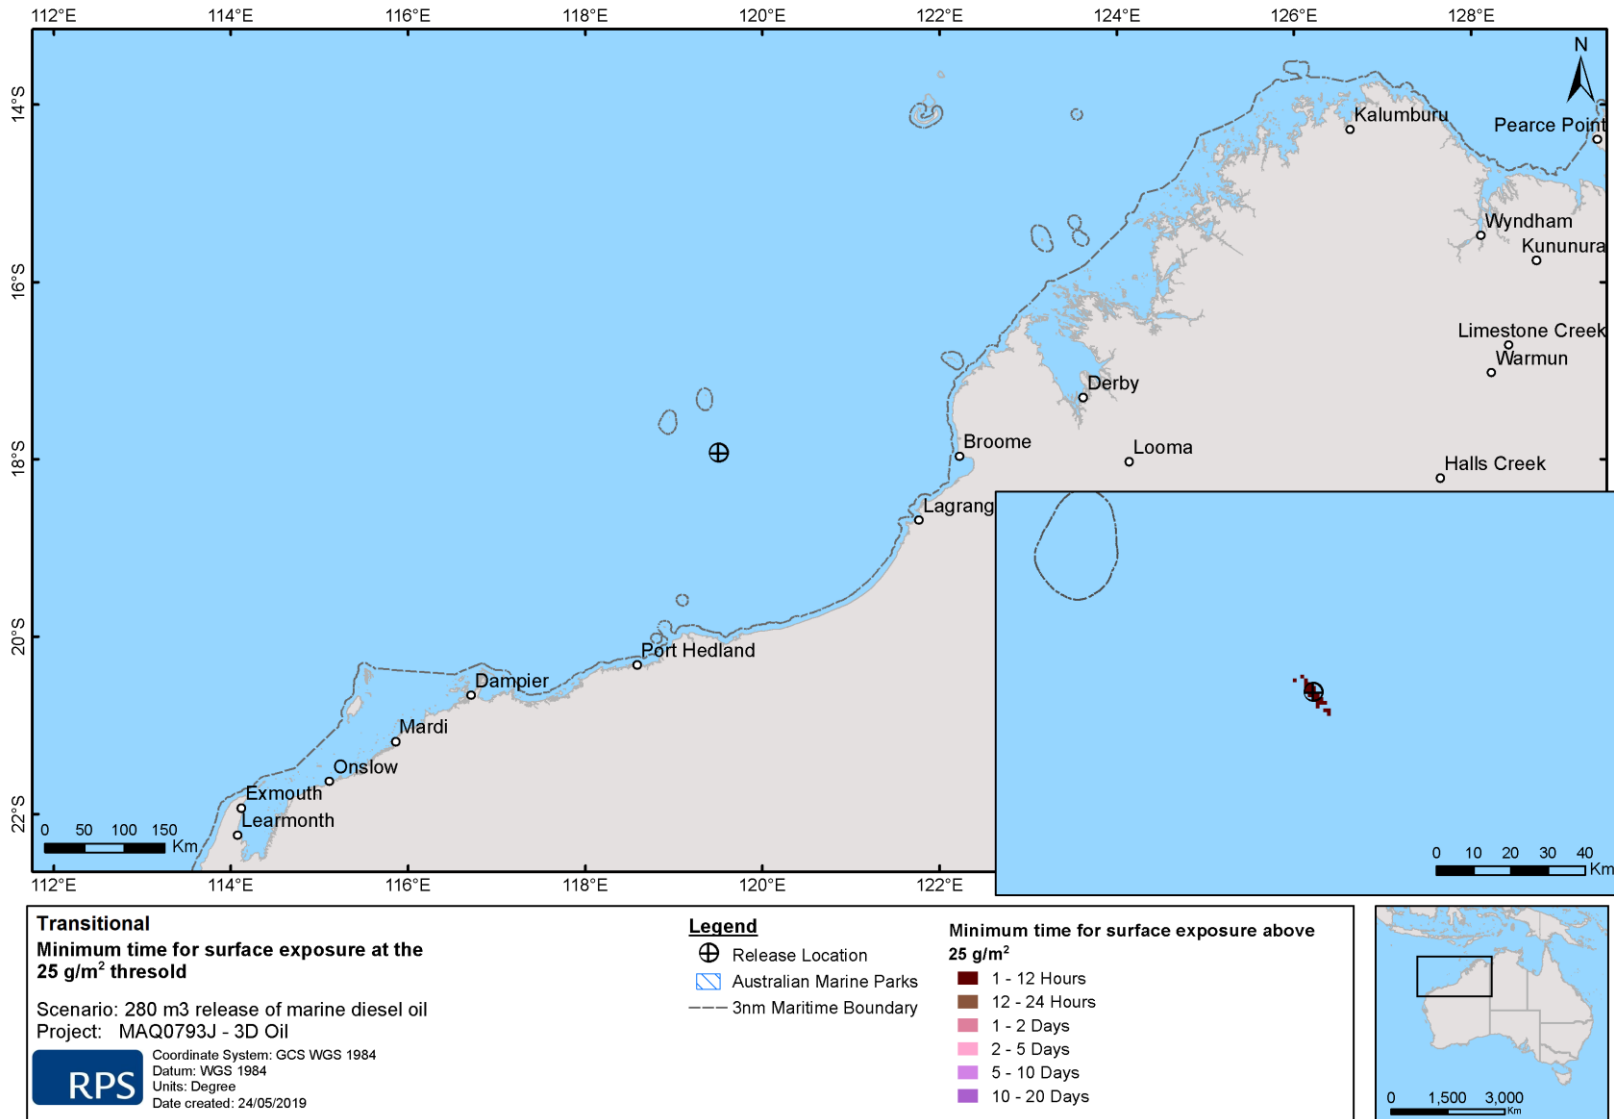 112°E 114°E 116°E 118°E 120°E 122°E 124°E 126°E 128°E
N
14°S
Kalumburu
Pearce Point
Wyndham
Kununura
16°S
Limestone Creek
Warmun
Derby
Broome
Looma
Halls Creek
18°S
Lagrang
20°S
Port Hedland
Dampier
Mardi
Onslow
Exmouth
22°S
Learmonth
0 50 100 150
Km
0 10 20 30 40
Km
112°E 114°E 116°E 118°E 120°E 122°E
Transitional
Minimum time for surface exposure at the
25 g/m² thresold
Scenario: 280 m3 release of marine diesel oil
Project: MAQ0793J - 3D Oil
RPS
Coordinate System: GCS WGS 1984
Datum: WGS 1984
Units: Degree
Date created: 24/05/2019
Legend
Release Location
Australian Marine Parks
3nm Maritime Boundary
Minimum time for surface exposure above
25 g/m²
1 - 12 Hours
12 - 24 Hours
1 - 2 Days
2 - 5 Days
5 - 10 Days
10 - 20 Days
0 1,500 3,000
Km